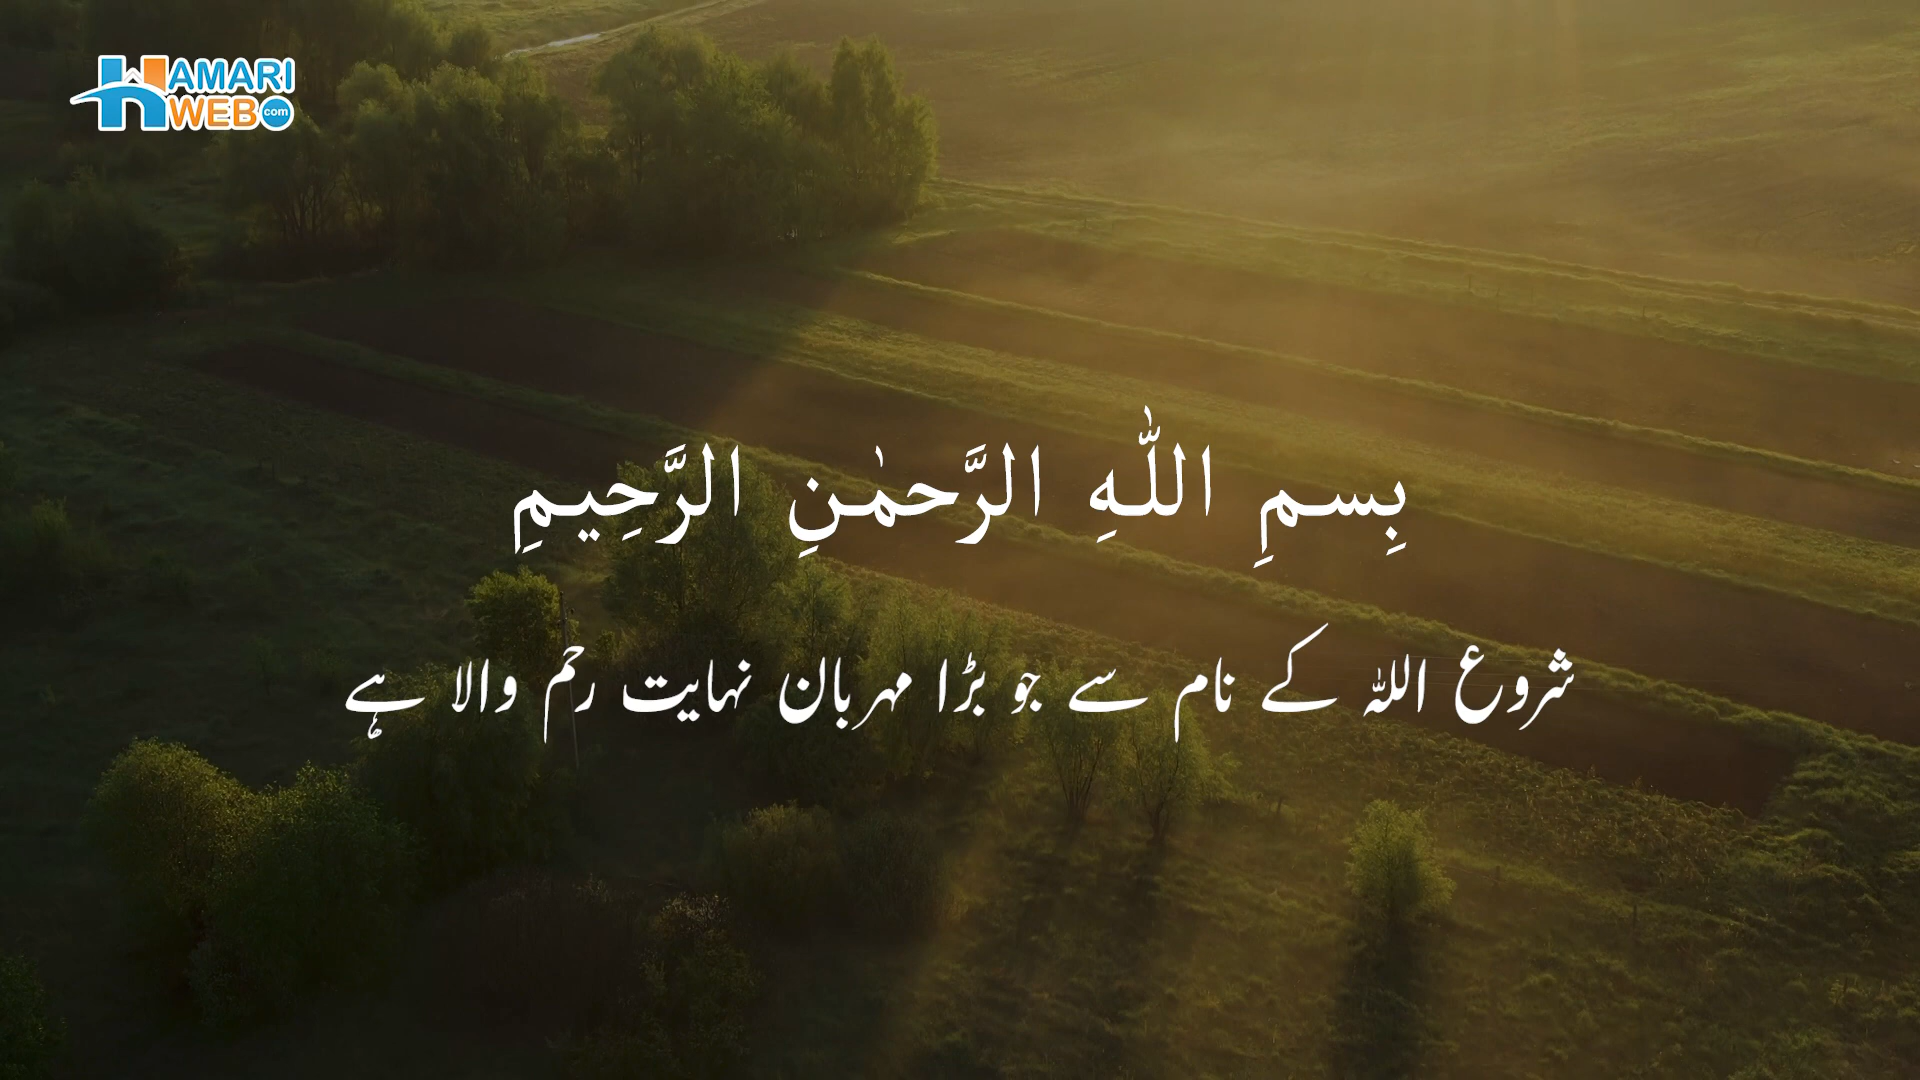 HAMARI
WEB.com
بِسمِ اللّٰهِ الرَّحمٰنِ الرَّحِيمِ
شروع اللہ کے نام سے جو بڑا مہربان نہایت رحم والا ہے